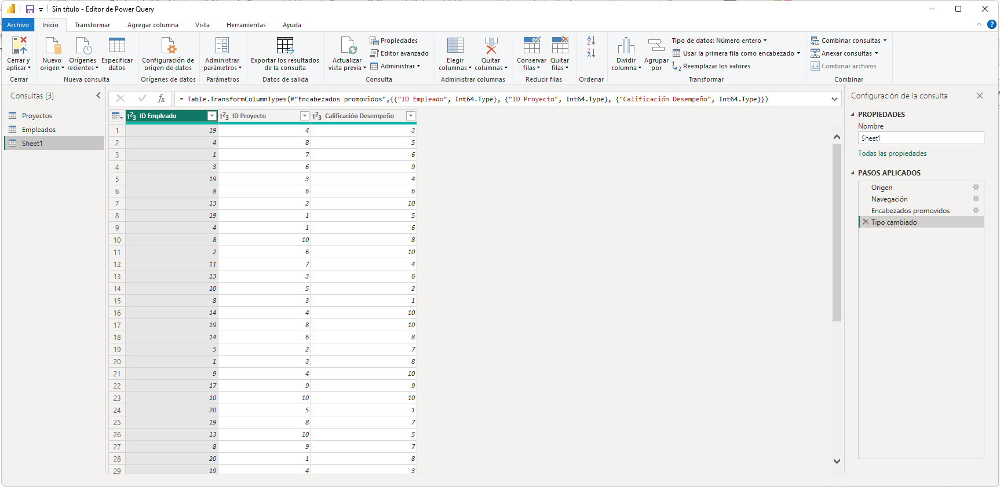 Sin título - Editor de Power Query
Archivo Inicio Transformar Agregar columna Vista Herramientas Ayuda
Cerrar y aplicar
Cerrar
Nuevo origen
Orígenes recientes
Especificar datos
Nueva consulta
Configuración de origen de datos
Orígenes de datos
Administrar parámetros
Parámetros
Exportar los resultados de la consulta
Datos de salida
Actualizar vista previa
Propiedades
Editor avanzado
Administrar
Consulta
Elegir columnas
Quitar columnas
Administrar columnas
Conservar filas
Quitar filas
Reducir filas
Ordenar
Dividir columna
Agrupar por
Tipo de datos: Número entero
Usar la primera fila como encabezado
Reemplazar los valores
Transformar
Combinar consultas
Anexar consultas
Combinar archivos
Combinar
Consultas [3]
Proyectos
Empleados
Sheet1
fx = Table.TransformColumnTypes(#"Encabezados promovidos",{{"ID Empleado", Int64.Type}, {"ID Proyecto", Int64.Type}, {"Calificación Desempeño", Int64.Type}})
123 ID Empleado 123 ID Proyecto 123 Calificación Desempeño
1 19 4 3
2 4 8 5
3 1 7 6
4 3 6 9
5 19 3 4
6 8 6 6
7 13 2 10
8 19 1 5
9 4 1 6
10 8 10 8
11 2 6 10
12 11 7 4
13 13 3 6
14 10 5 2
15 8 3 1
16 14 4 10
17 19 8 10
18 14 6 8
19 5 2 7
20 1 3 8
21 9 4 10
22 17 9 9
23 10 10 10
24 20 5 1
25 19 8 7
26 13 10 5
27 8 9 7
28 20 1 8
29 19 4 3
Configuración de la consulta
PROPIEDADES
Nombre
Sheet1
Todas las propiedades
PASOS APLICADOS
Origen
Navegación
Encabezados promovidos
Tipo cambiado